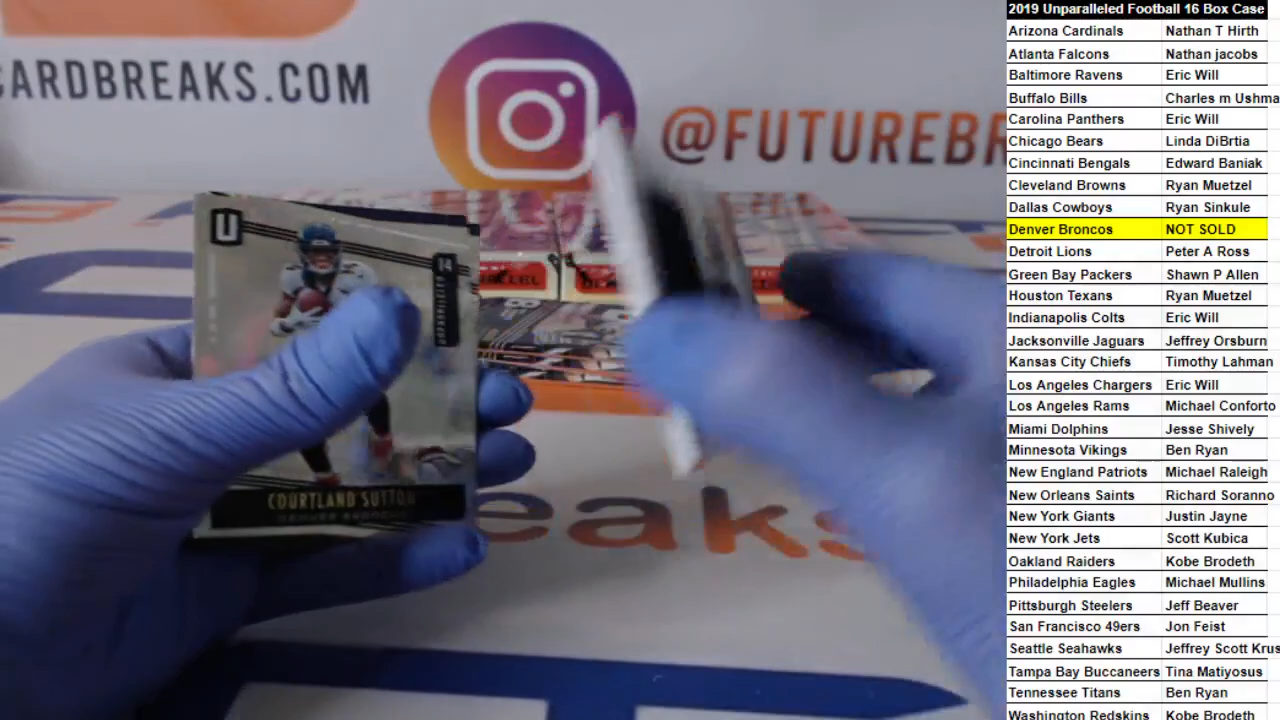 CARDBREAKS.COM
@FUTUREBR
U
14
COURTLAND SUTTON
DENVER BRONCOS
eaks
2019 Unparalleled Football 16 Box Case
Arizona Cardinals Nathan T Hirth
Atlanta Falcons Nathan jacobs
Baltimore Ravens Eric Will
Buffalo Bills Charles m Ushma
Carolina Panthers Eric Will
Chicago Bears Linda DiBrtia
Cincinnati Bengals Edward Baniak
Cleveland Browns Ryan Muetzel
Dallas Cowboys Ryan Sinkule
Denver Broncos NOT SOLD
Detroit Lions Peter A Ross
Green Bay Packers Shawn P Allen
Houston Texans Ryan Muetzel
Indianapolis Colts Eric Will
Jacksonville Jaguars Jeffrey Orsburn
Kansas City Chiefs Timothy Lahman
Los Angeles Chargers Eric Will
Los Angeles Rams Michael Conforto
Miami Dolphins Jesse Shively
Minnesota Vikings Ben Ryan
New England Patriots Michael Raleigh
New Orleans Saints Richard Soranno
New York Giants Justin Jayne
New York Jets Scott Kubica
Oakland Raiders Kobe Brodeth
Philadelphia Eagles Michael Mullins
Pittsburgh Steelers Jeff Beaver
San Francisco 49ers Jon Feist
Seattle Seahawks Jeffrey Scott Krus
Tampa Bay Buccaneers Tina Matiyosus
Tennessee Titans Ben Ryan
Washington Redskins Kobe Brodeth